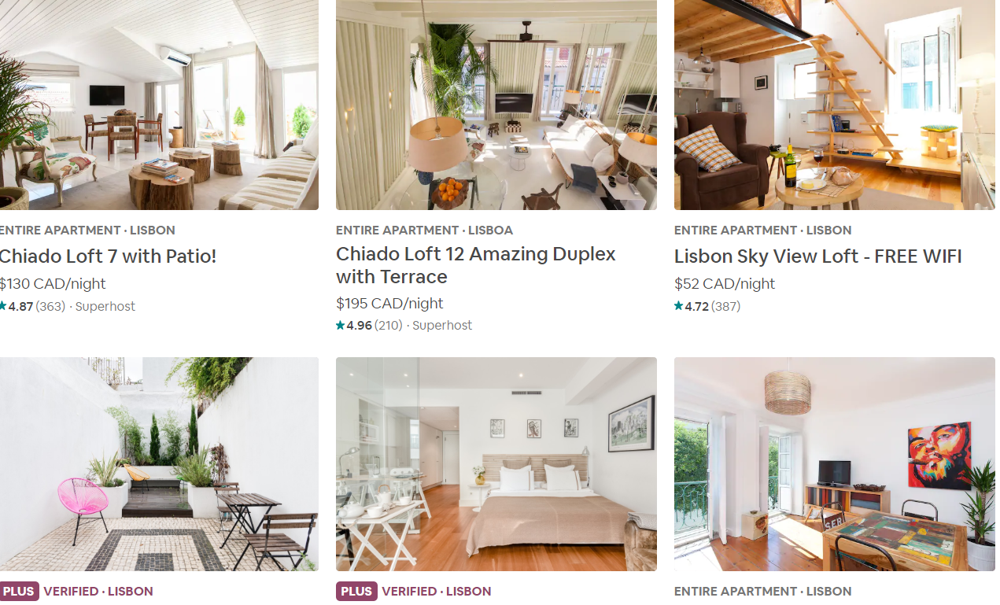 ENTIRE APARTMENT · LISBON
Chiado Loft 7 with Patio!
$130 CAD/night
★4.87 (363) · Superhost
ENTIRE APARTMENT · LISBOA
Chiado Loft 12 Amazing Duplex
with Terrace
$195 CAD/night
★4.96 (210) · Superhost
ENTIRE APARTMENT · LISBON
Lisbon Sky View Loft - FREE WIFI
$52 CAD/night
★4.72 (387)
SER
PLUS VERIFIED · LISBON
PLUS VERIFIED · LISBON
ENTIRE APARTMENT · LISBON